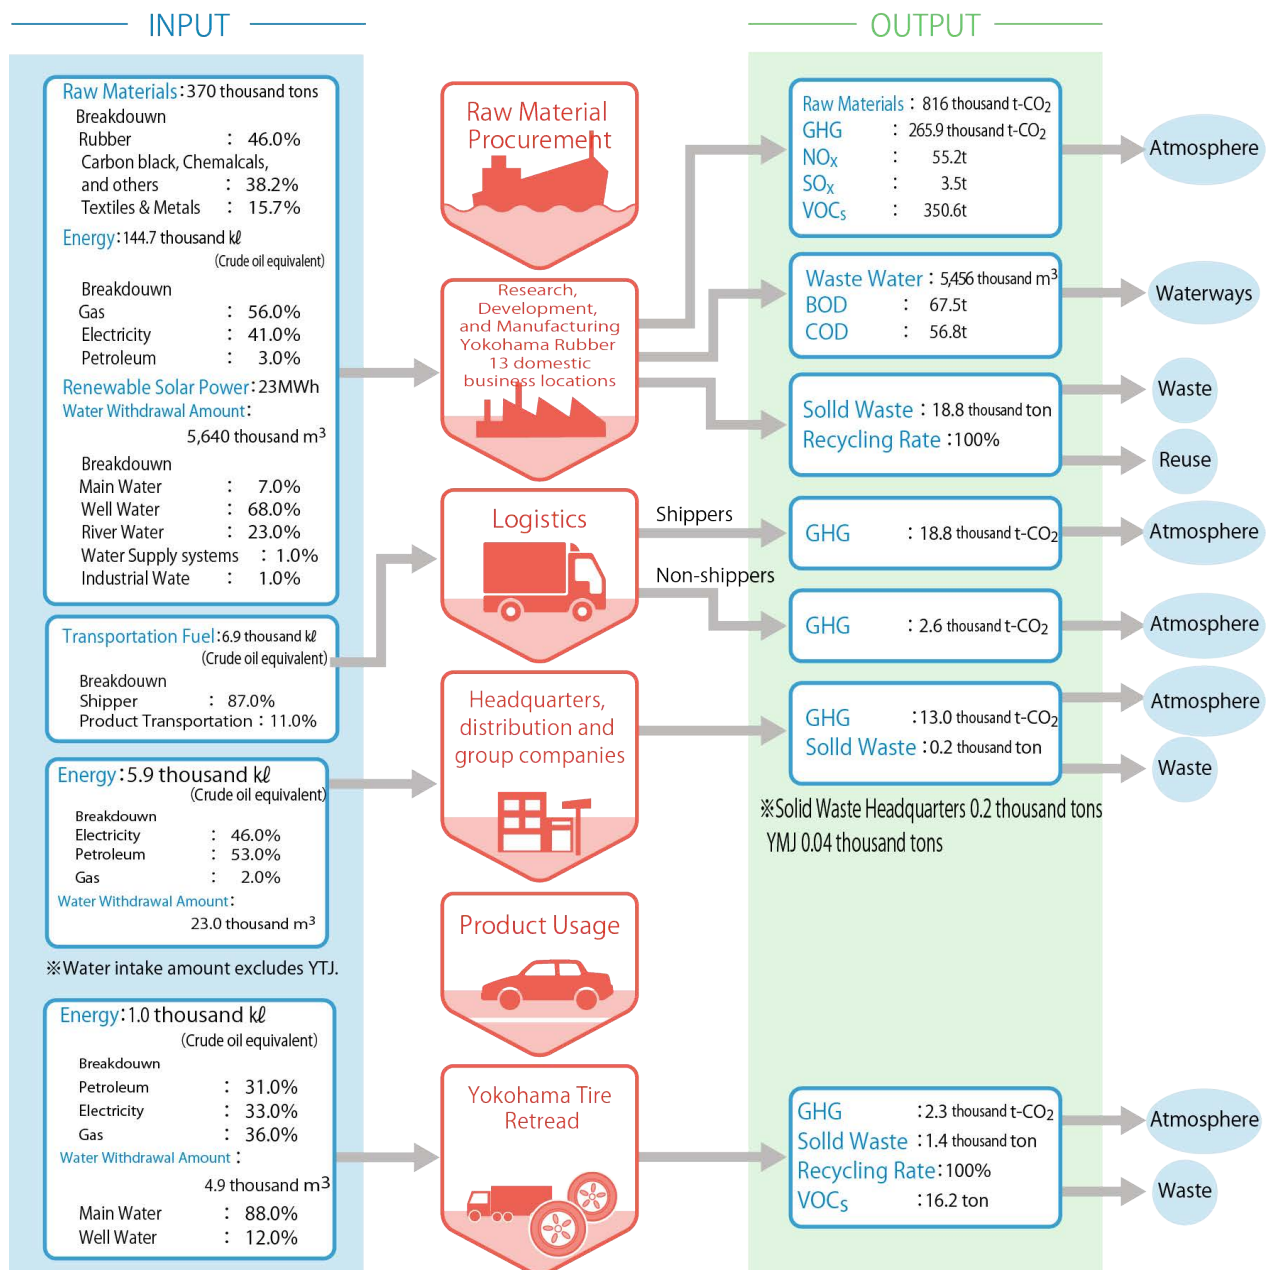 INPUT
Raw Materials：370 thousand tons
Breakdown
Rubber : 46.0%
Carbon black, Chemalcals,
and others : 38.2%
Textiles & Metals : 15.7%
Energy：144.7 thousand kℓ
(Crude oil equivalent)
Breakdouwn
Gas : 56.0%
Electricity : 41.0%
Petroleum : 3.0%
Renewable Solar Power：23MWh
Water Withdrawal Amount：
5,640 thousand m³
Breakdouwn
Main Water : 7.0%
Well Water : 68.0%
River Water : 23.0%
Water Supply systems : 1.0%
Industrial Wate : 1.0%
Transportation Fuel：6.9 thousand kℓ
(Crude oil equivalent)
Breakdouwn
Shipper : 87.0%
Product Transportation : 11.0%
Energy：5.9 thousand kℓ
(Crude oil equivalent)
Breakdouwn
Electricity : 46.0%
Petroleum : 53.0%
Gas : 2.0%
Water Withdrawal Amount：
23.0 thousand m³
※Water intake amount excludes YTJ.
Energy：1.0 thousand kℓ
(Crude oil equivalent)
Breakdouwn
Petroleum : 31.0%
Electricity : 33.0%
Gas : 36.0%
Water Withdrawal Amount：
4.9 thousand m³
Main Water : 88.0%
Well Water : 12.0%
Raw Material
Procurement
Research,
Development,
and Manufacturing
Yokohama Rubber
13 domestic
business locations
Logistics
Shippers
Non-shippers
Headquarters,
distribution and
group companies
Product Usage
Yokohama Tire
Retread
OUTPUT
Raw Materials : 816 thousand t-CO₂
GHG : 265.9 thousand t-CO₂
NOx : 55.2t
SOx : 3.5t
VOCs : 350.6t
Atmosphere
Waste Water : 5,456 thousand m³
BOD : 67.5t
COD : 56.8t
Waterways
Solld Waste : 18.8 thousand ton
Recycling Rate：100%
Waste
Reuse
GHG : 18.8 thousand t-CO₂
Atmosphere
GHG : 2.6 thousand t-CO₂
Atmosphere
GHG : 13.0 thousand t-CO₂
Solld Waste : 0.2 thousand ton
Atmosphere
Waste
※Solid Waste Headquarters 0.2 thousand tons
YMJ 0.04 thousand tons
GHG : 2.3 thousand t-CO₂
Solld Waste : 1.4 thousand ton
Recycling Rate：100%
VOCs : 16.2 ton
Atmosphere
Waste